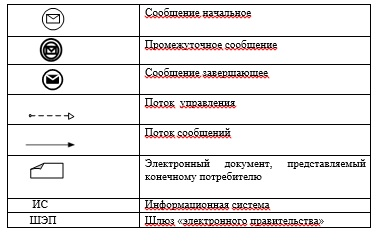 Сообщение начальное
Промежуточное сообщение
Сообщение завершающее
Поток управления
Поток сообщений
Электронный документ, представляемый
конечному потребителю
ИС Информационная система
ШЭП Шлюз «электронного правительства»